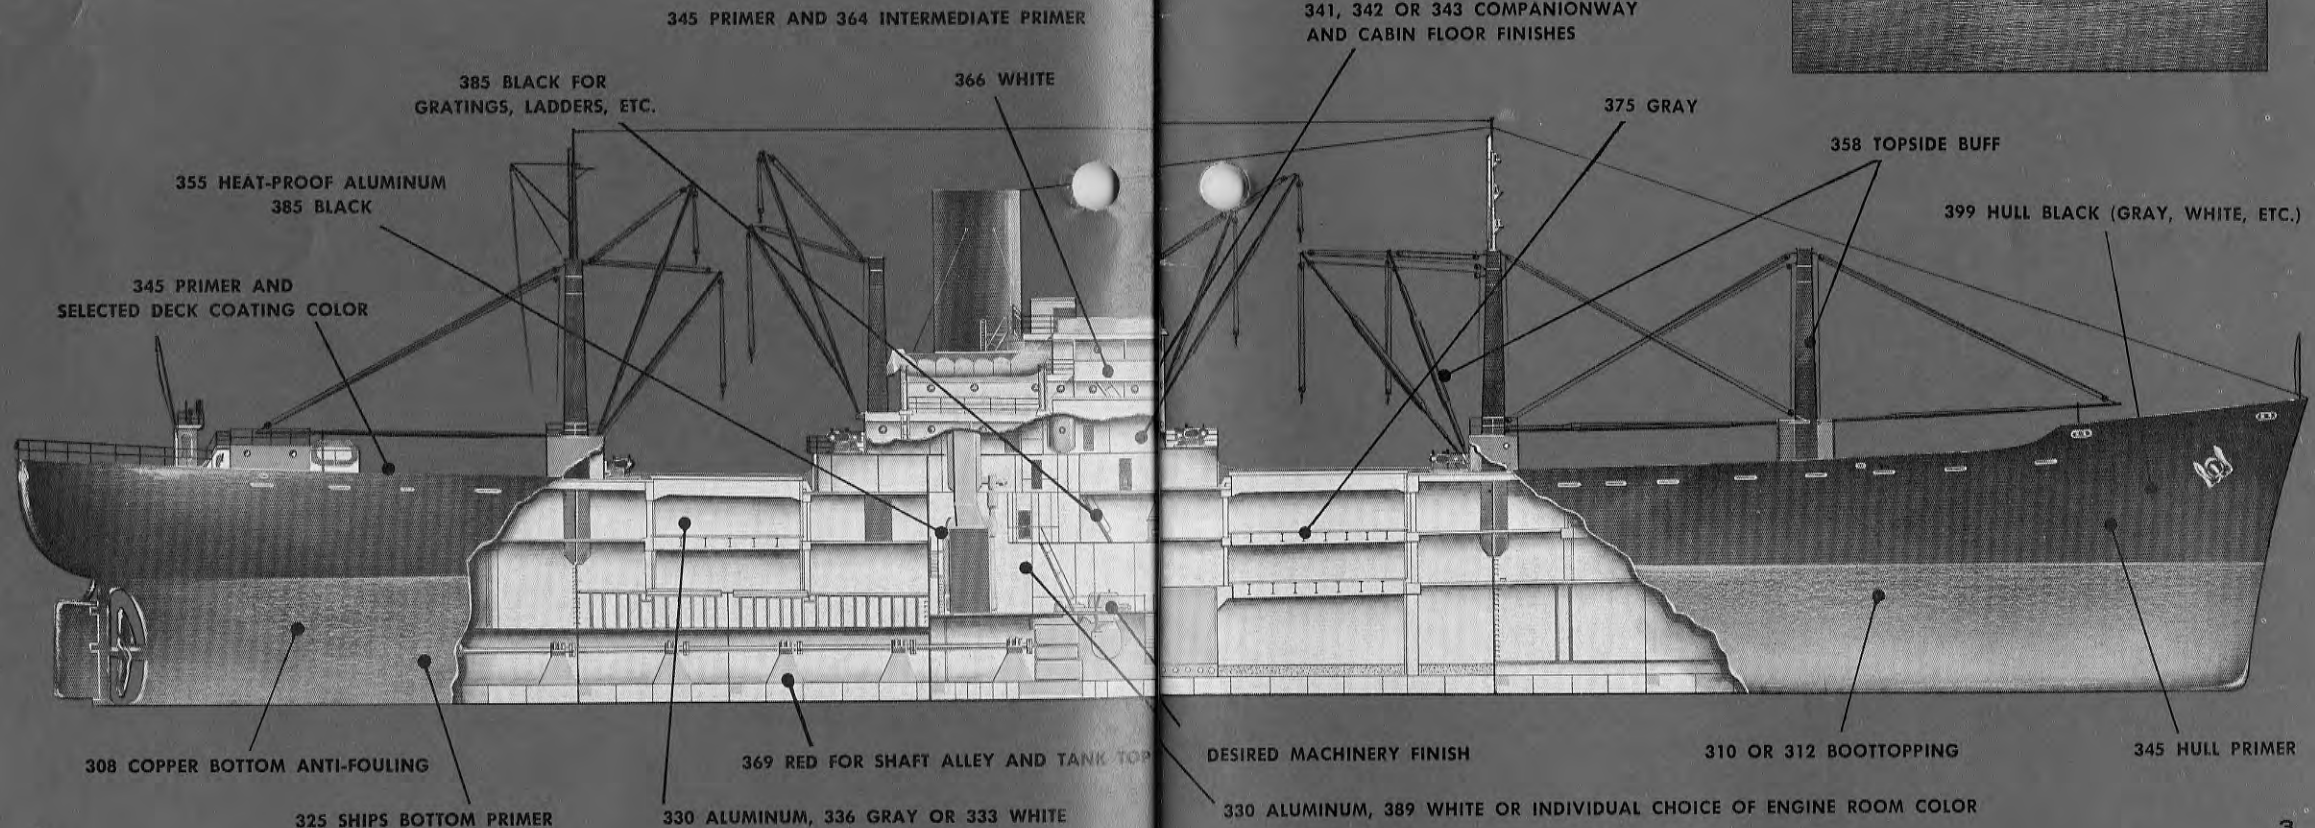 345 PRIMER AND 364 INTERMEDIATE PRIMER
341, 342 OR 343 COMPANIONWAY
AND CABIN FLOOR FINISHES
385 BLACK FOR
GRATINGS, LADDERS, ETC.
366 WHITE
375 GRAY
358 TOPSIDE BUFF
355 HEAT-PROOF ALUMINUM
385 BLACK
399 HULL BLACK (GRAY, WHITE, ETC.)
345 PRIMER AND
SELECTED DECK COATING COLOR
308 COPPER BOTTOM ANTI-FOULING
369 RED FOR SHAFT ALLEY AND TANK TOP
DESIRED MACHINERY FINISH
310 OR 312 BOOTTOPPING
345 HULL PRIMER
325 SHIPS BOTTOM PRIMER
330 ALUMINUM, 336 GRAY OR 333 WHITE
330 ALUMINUM, 389 WHITE OR INDIVIDUAL CHOICE OF ENGINE ROOM COLOR
3